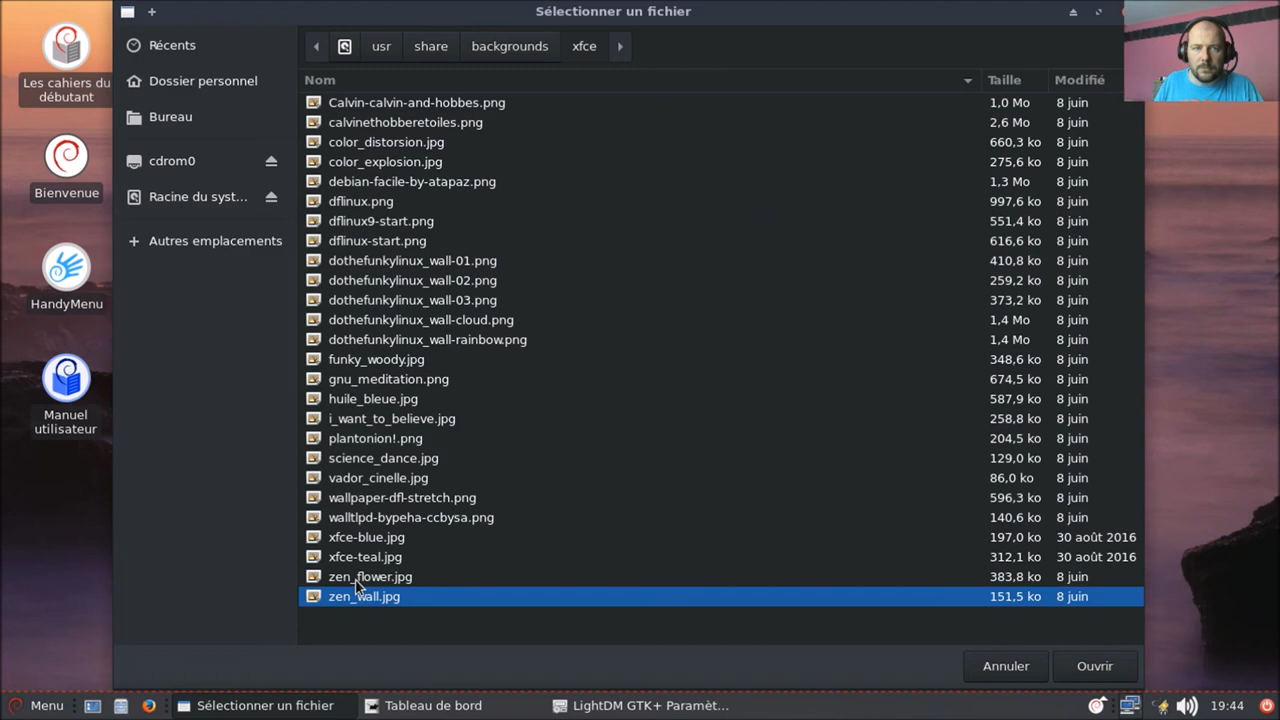 Sélectionner un fichier
Les cahiers du
débutant
Bienvenue
HandyMenu
Manuel
utilisateur
Récents
Dossier personnel
Bureau
cdrom0
Racine du syst...
Autres emplacements
usr share backgrounds xfce
Nom Taille Modifié
Calvin-calvin-and-hobbes.png 1,0 Mo 8 juin
calvinethobberetoiles.png 2,6 Mo 8 juin
color_distorsion.jpg 660,3 ko 8 juin
color_explosion.jpg 275,6 ko 8 juin
debian-facile-by-atapaz.png 1,3 Mo 8 juin
dflinux.png 997,6 ko 8 juin
dflinux9-start.png 551,4 ko 8 juin
dflinux-start.png 616,6 ko 8 juin
dothefunkylinux_wall-01.png 410,8 ko 8 juin
dothefunkylinux_wall-02.png 259,2 ko 8 juin
dothefunkylinux_wall-03.png 373,2 ko 8 juin
dothefunkylinux_wall-cloud.png 1,4 Mo 8 juin
dothefunkylinux_wall-rainbow.png 1,4 Mo 8 juin
funky_woody.jpg 348,6 ko 8 juin
gnu_meditation.png 674,5 ko 8 juin
huile_bleue.jpg 587,9 ko 8 juin
i_want_to_believe.jpg 258,8 ko 8 juin
plantonion!.png 204,5 ko 8 juin
science_dance.jpg 129,0 ko 8 juin
vador_cinelle.jpg 86,0 ko 8 juin
wallpaper-dfl-stretch.png 596,3 ko 8 juin
walltlpd-bypeha-ccbysa.png 140,6 ko 8 juin
xfce-blue.jpg 197,0 ko 30 août 2016
xfce-teal.jpg 312,1 ko 30 août 2016
zen_flower.jpg 383,8 ko 8 juin
zen_wall.jpg 151,5 ko 8 juin
Annuler Ouvrir
Menu Sélectionner un fichier Tableau de bord LightDM GTK+ Paramèt... 19:44